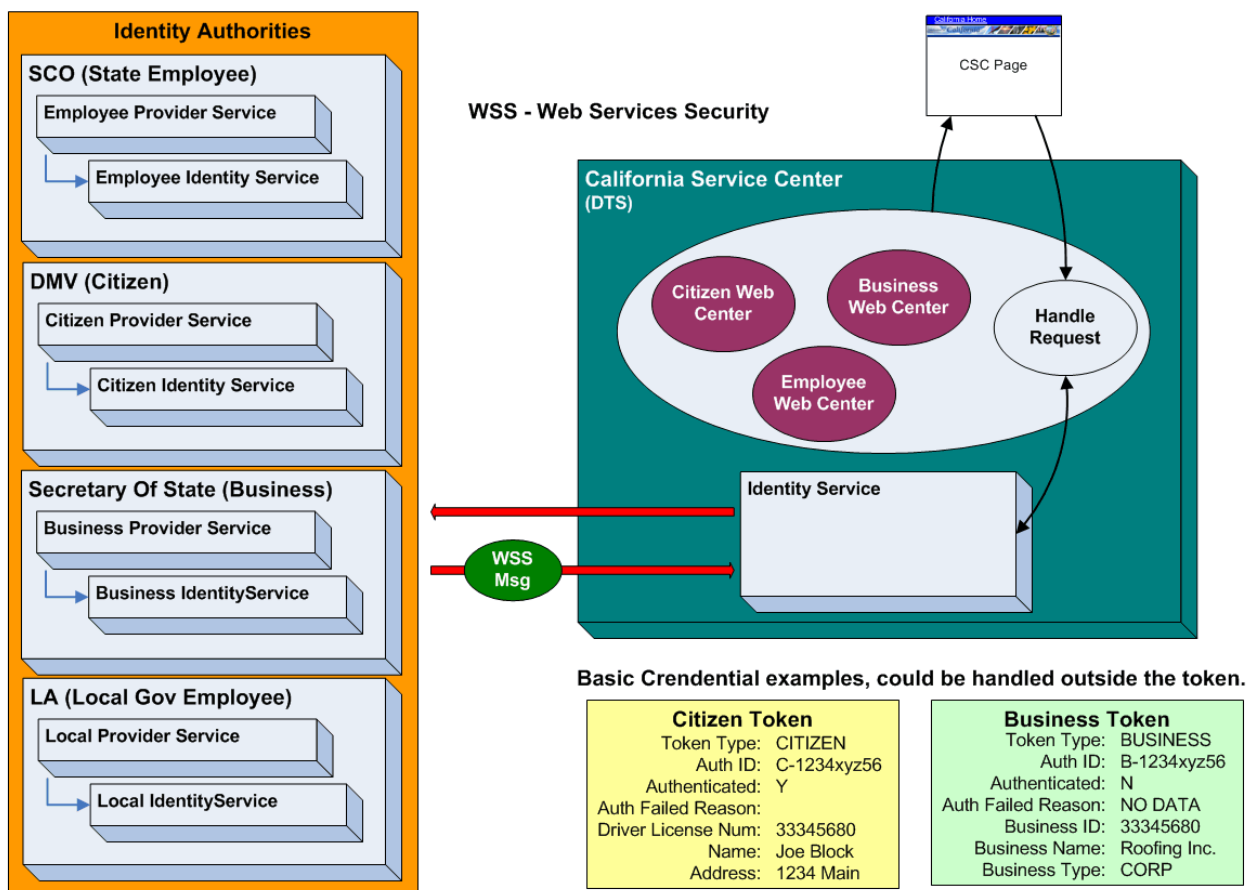 Identity Authorities
SCO (State Employee)
Employee Provider Service
Employee Identity Service
DMV (Citizen)
Citizen Provider Service
Citizen Identity Service
Secretary Of State (Business)
Business Provider Service
Business IdentityService
LA (Local Gov Employee)
Local Provider Service
Local IdentityService
WSS - Web Services Security
California Home
CSC Page
California Service Center
(DTS)
Citizen Web
Center
Business
Web Center
Employee
Web Center
Handle
Request
Identity Service
WSS
Msg
Basic Crendential examples, could be handled outside the token.
Citizen Token
Token Type: CITIZEN
Auth ID: C-1234xyz56
Authenticated: Y
Auth Failed Reason:
Driver License Num: 33345680
Name: Joe Block
Address: 1234 Main
Business Token
Token Type: BUSINESS
Auth ID: B-1234xyz56
Authenticated: N
Auth Failed Reason: NO DATA
Business ID: 33345680
Business Name: Roofing Inc.
Business Type: CORP